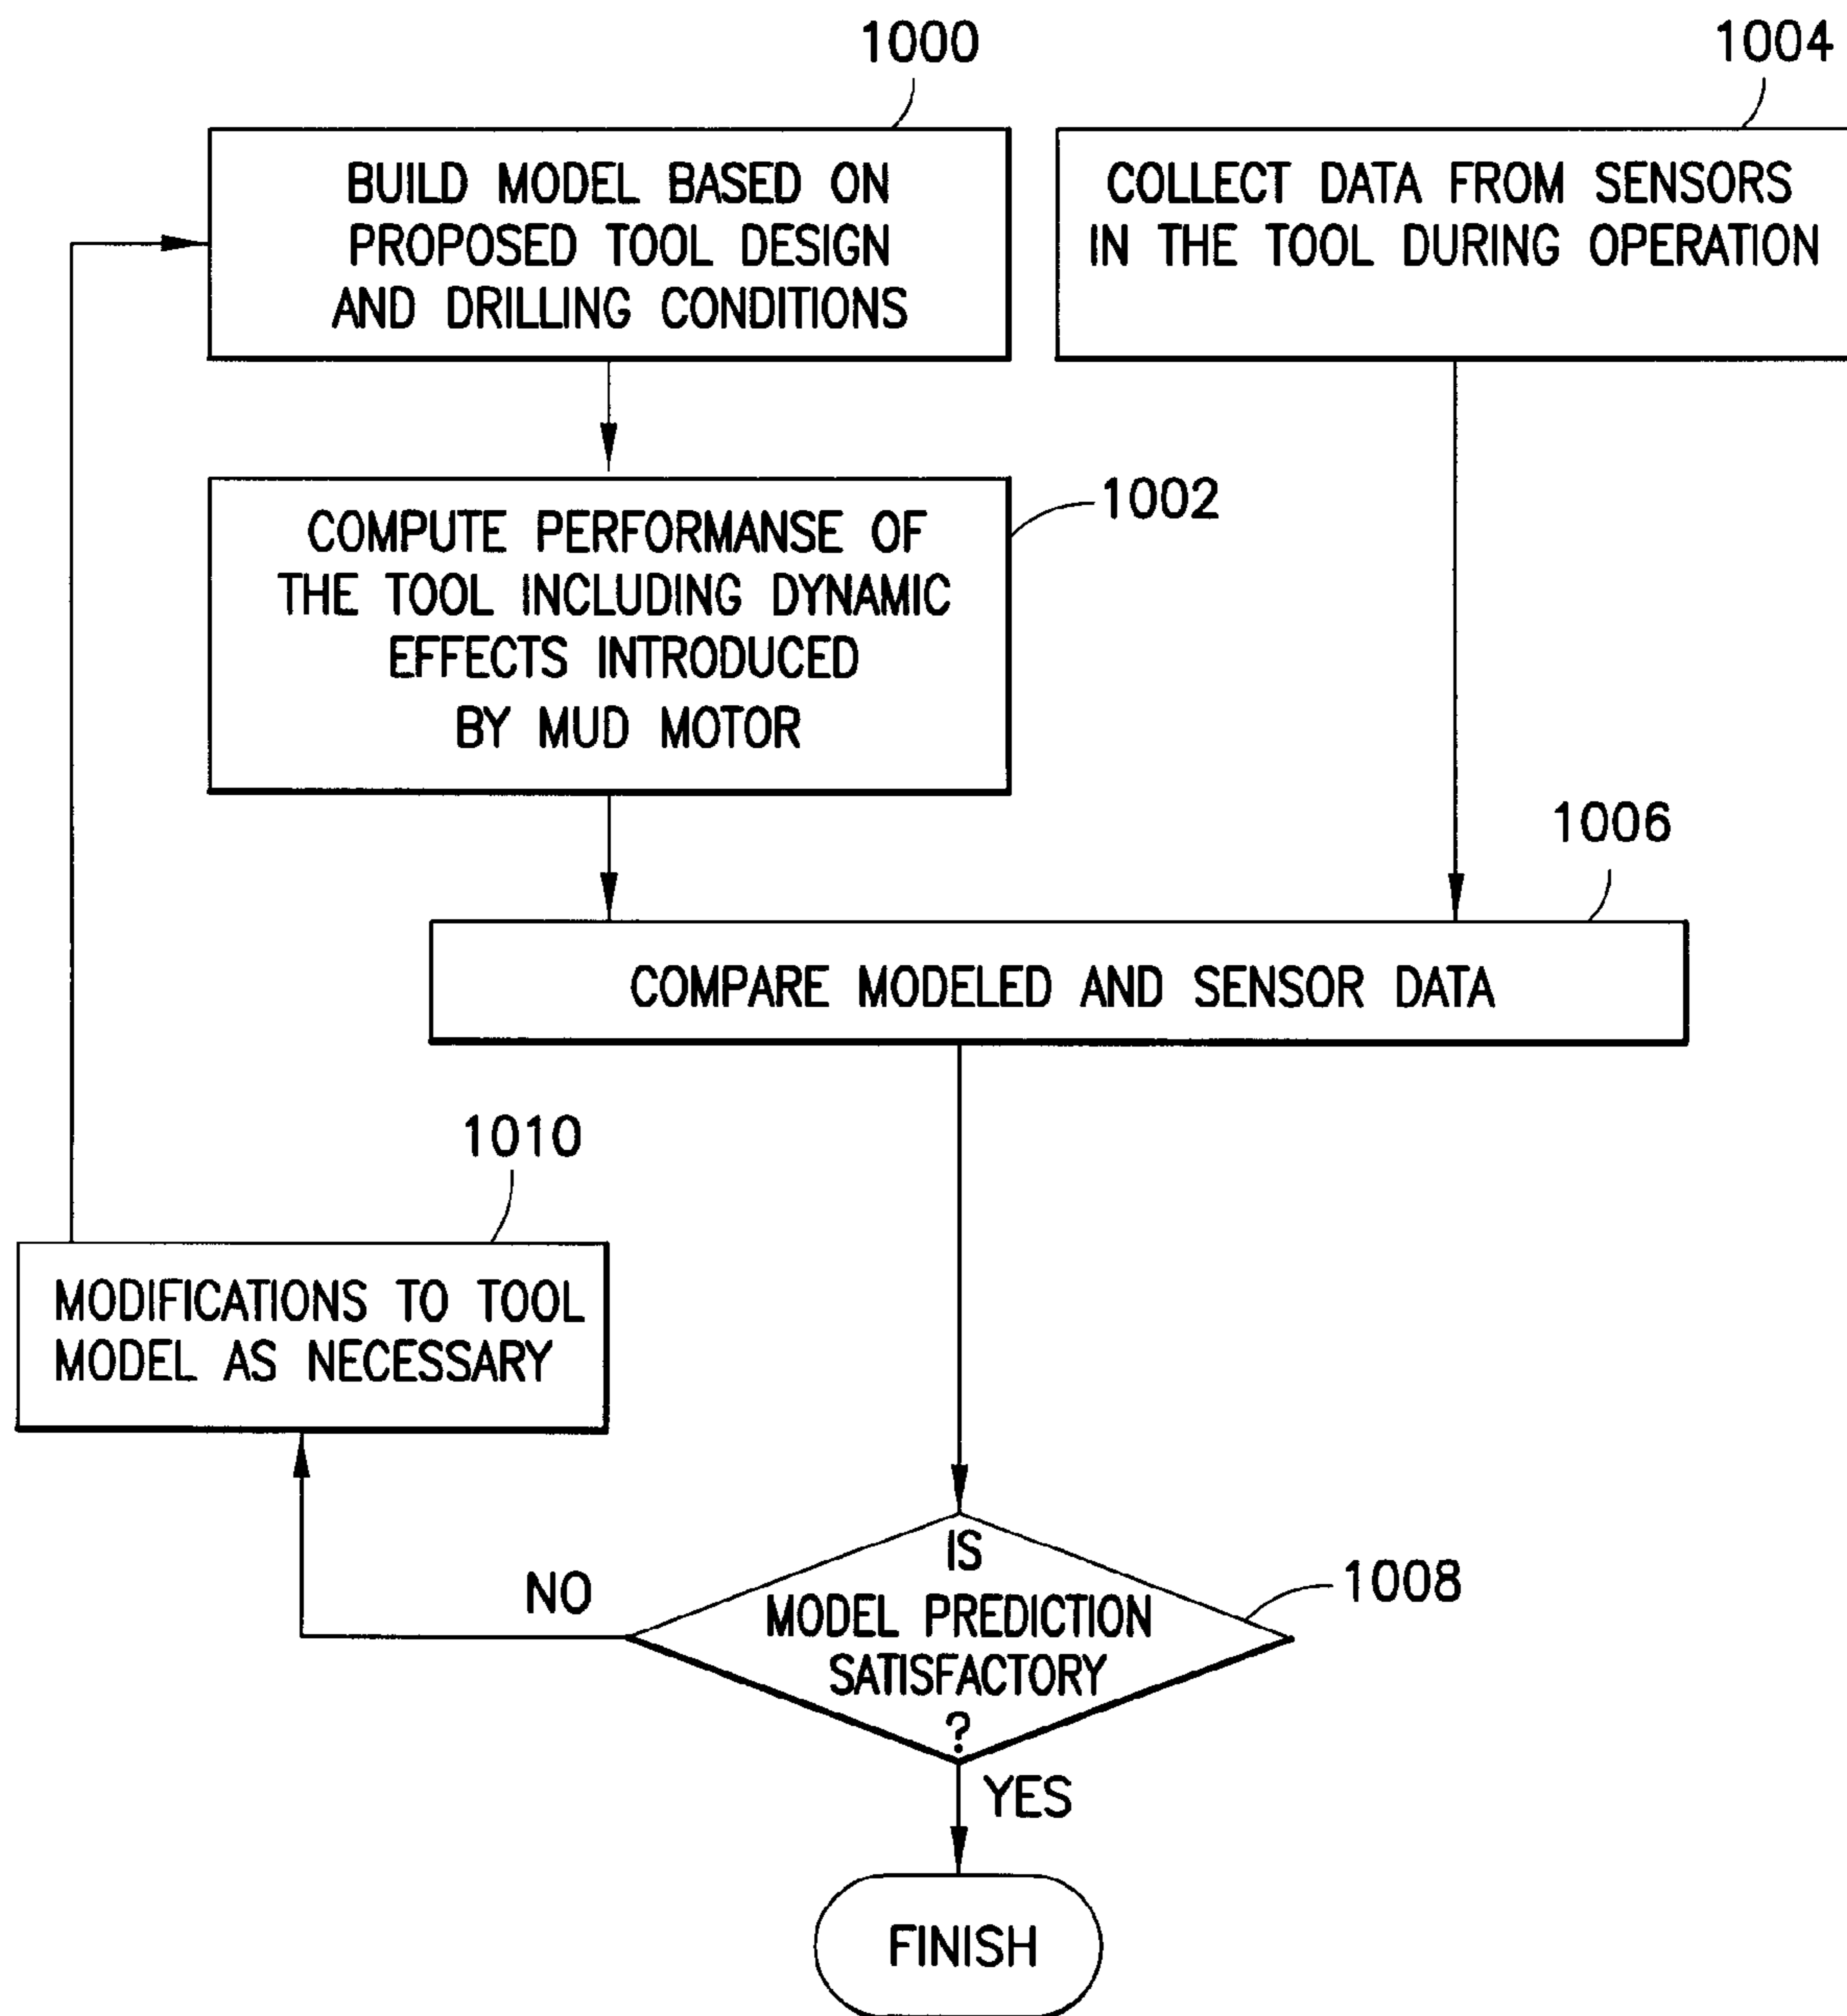 1000
BUILD MODEL BASED ON
PROPOSED TOOL DESIGN
AND DRILLING CONDITIONS
1004
COLLECT DATA FROM SENSORS
IN THE TOOL DURING OPERATION
1002
COMPUTE PERFORMANSE OF
THE TOOL INCLUDING DYNAMIC
EFFECTS INTRODUCED
BY MUD MOTOR
1006
COMPARE MODELED AND SENSOR DATA
1010
MODIFICATIONS TO TOOL
MODEL AS NECESSARY
NO
IS
MODEL PREDICTION
SATISFACTORY
?
1008
YES
FINISH